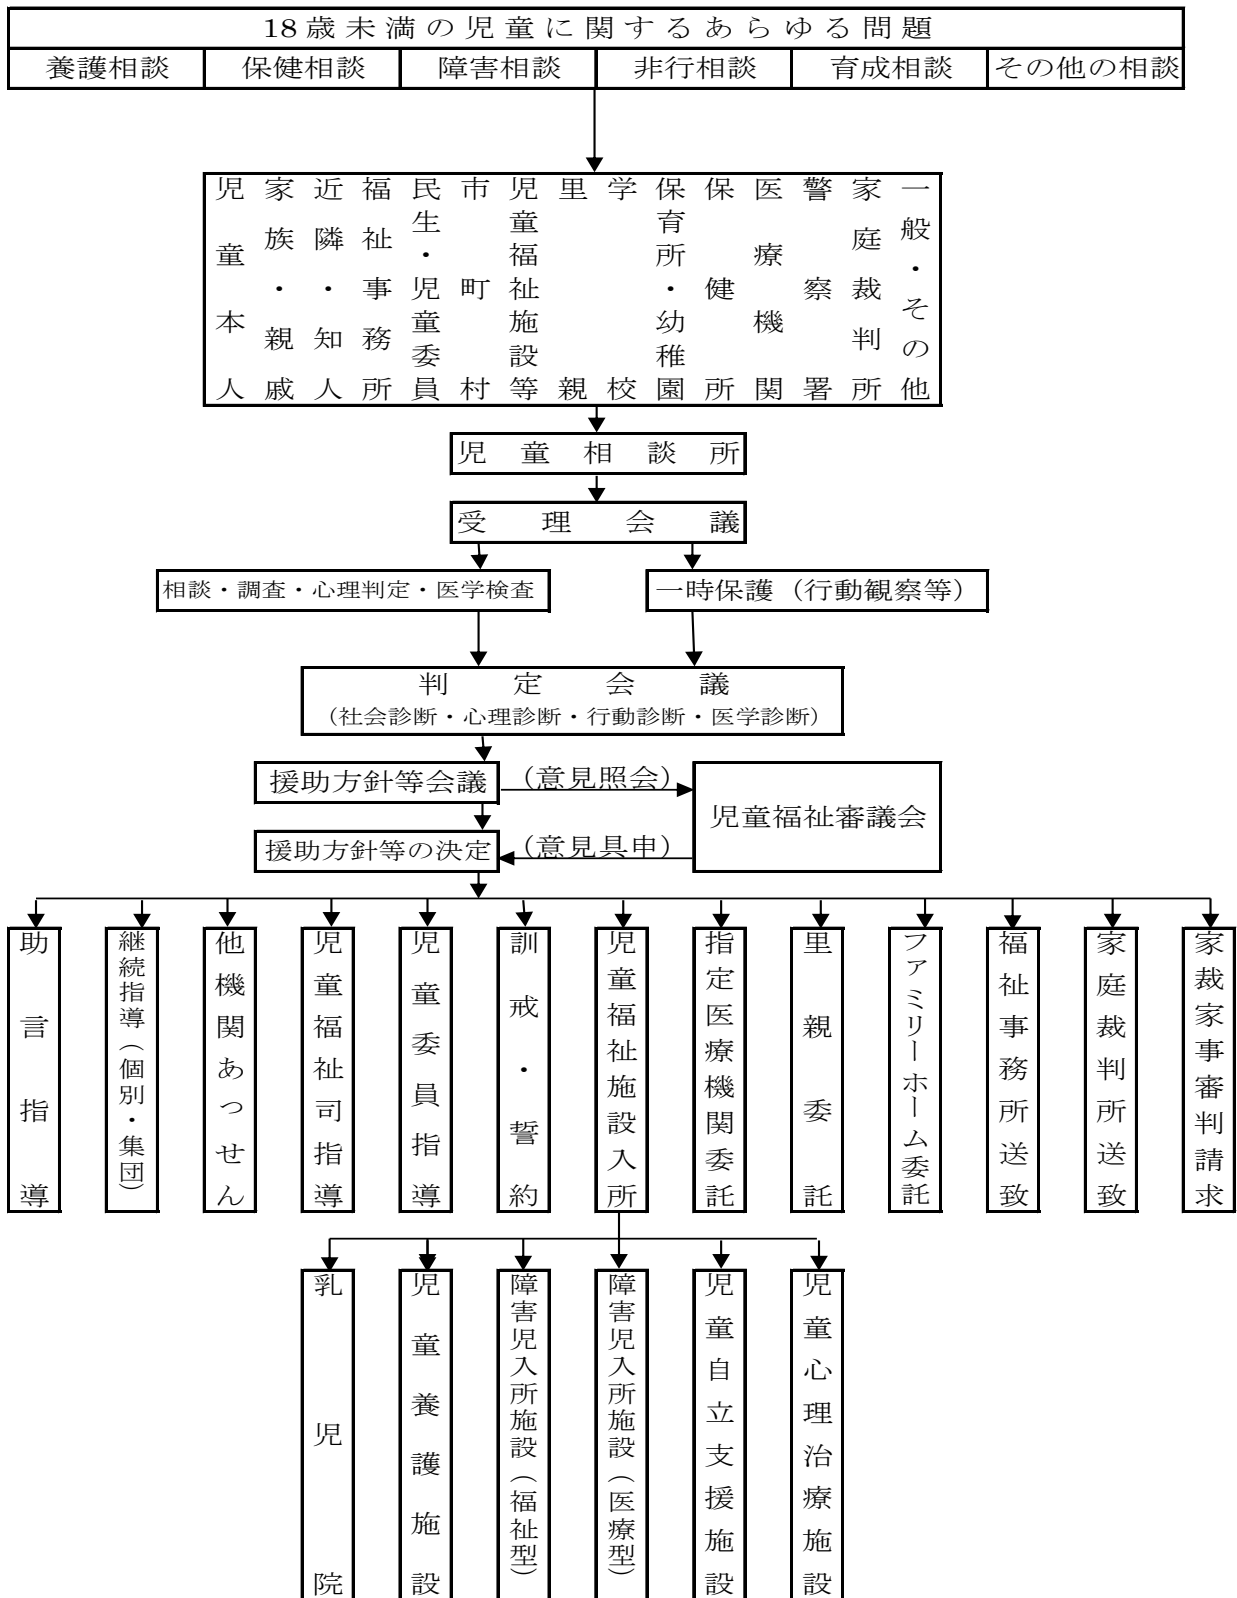 18歳未満の児童に関するあらゆる問題
養護相談
保健相談
障害相談
非行相談
育成相談
その他の相談
児童本人
家族・親戚
近隣・知人
福祉事務所
民生・児童委員
市町村
児童福祉施設等
里親
学校
保育所・幼稚園
保健所
医療機関
警察署
家庭裁判所
一般・その他
児童相談所
受理会議
相談・調査・心理判定・医学検査
一時保護（行動観察等）
判定会議
（社会診断・心理診断・行動診断・医学診断）
援助方針等会議
（意見照会）
児童福祉審議会
援助方針等の決定
（意見具申）
助言指導
継続指導（個別・集団）
他機関あっせん
児童福祉司指導
児童委員指導
訓戒・誓約
児童福祉施設入所
指定医療機関委託
里親委託
ファミリーホーム委託
福祉事務所送致
家庭裁判所送致
家裁家事審判請求
乳児院
児童養護施設
障害児入所施設（福祉型）
障害児入所施設（医療型）
児童自立支援施設
児童心理治療施設